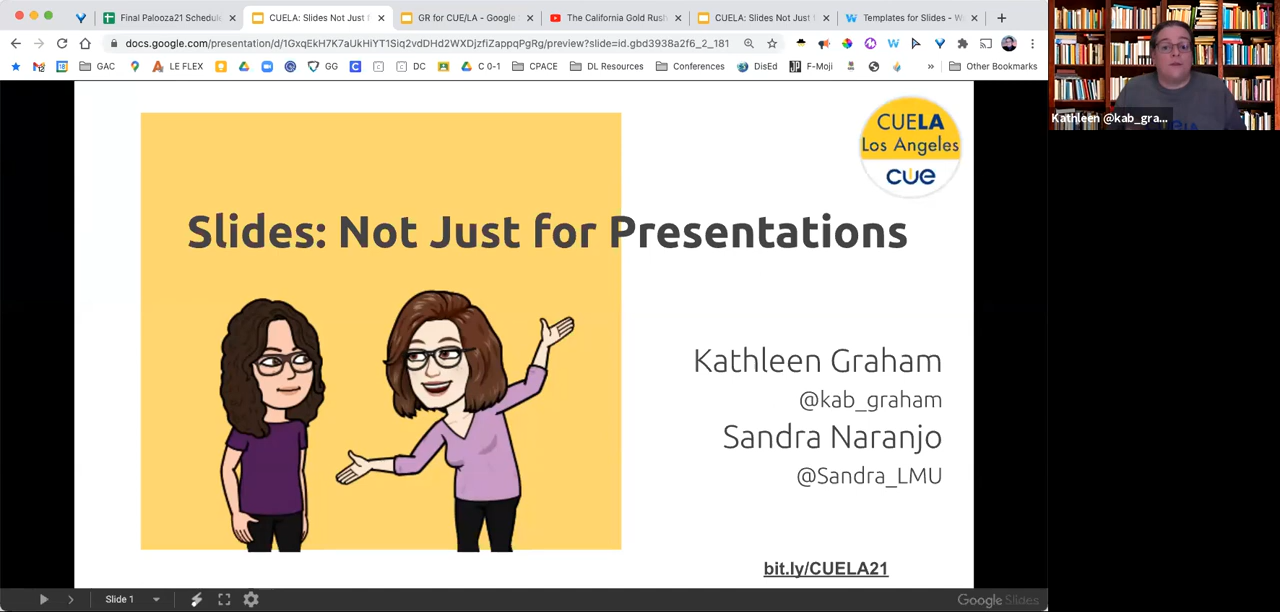 Final Palooza21 Schedule
CUELA: Slides Not Just f
GR for CUE/LA - Google
The California Gold Rush
CUELA: Slides Not Just f
Templates for Slides - W
docs.google.com/presentation/d/1GxqEkH7K7aUkHiYT1Siq2vdDHd2WXDJzfiZappqPgRg/preview?slide=id.gbd3938a2f6_2_181
18
GAC
LE FLEX
GG
C
DC
C 0-1
CPACE
DL Resources
Conferences
DisEd
F-Moji
»
Other Bookmarks
Kathleen @kab_gra...
CUELA
Los Angeles
cue
Slides: Not Just for Presentations
Kathleen Graham
@kab_graham
Sandra Naranjo
@Sandra_LMU
bit.ly/CUELA21
Slide 1
Google Slides